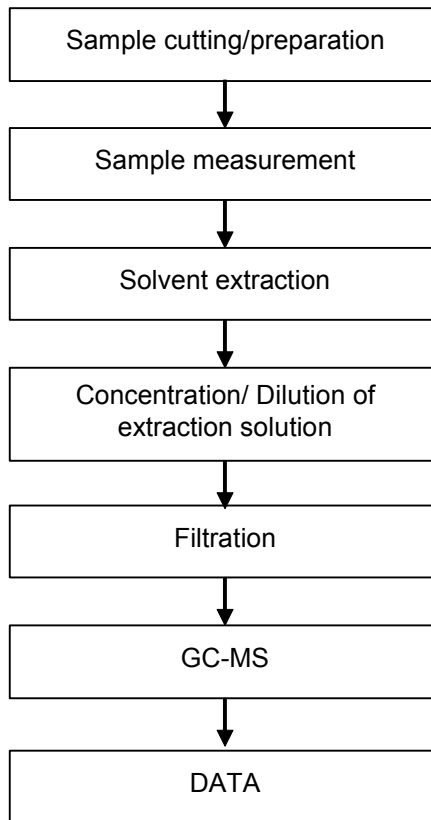 Sample cutting/preparation
Sample measurement
Solvent extraction
Concentration/ Dilution of
extraction solution
Filtration
GC-MS
DATA